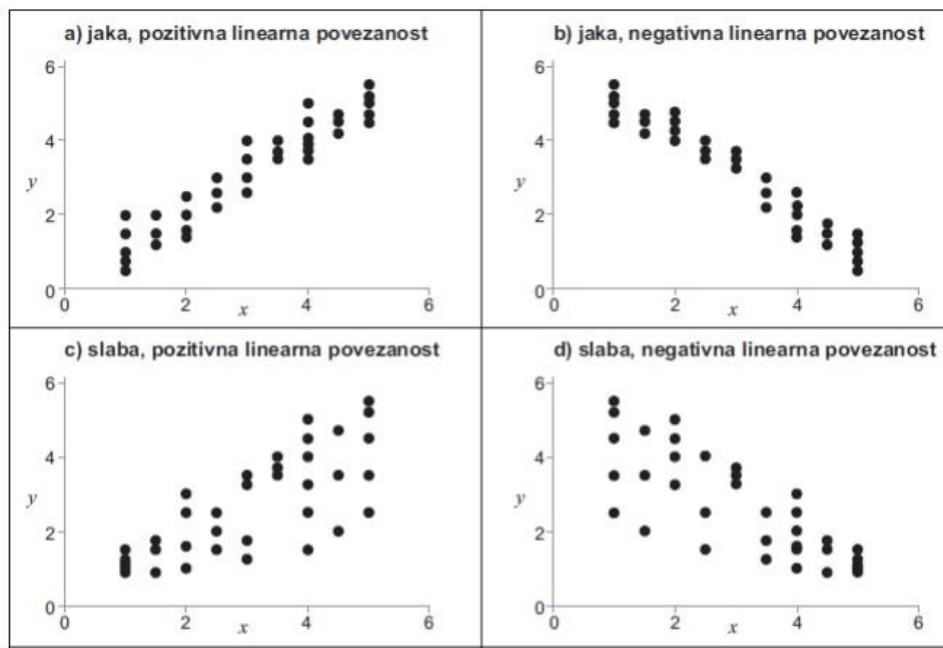 a) jaka, pozitivna linearna povezanost
6
4
y
2
0
0 2 4 6
x
b) jaka, negativna linearna povezanost
6
4
y
2
0
0 2 4 6
x
c) slaba, pozitivna linearna povezanost
6
4
y
2
0
0 2 4 6
x
d) slaba, negativna linearna povezanost
6
4
y
2
0
0 2 4 6
x